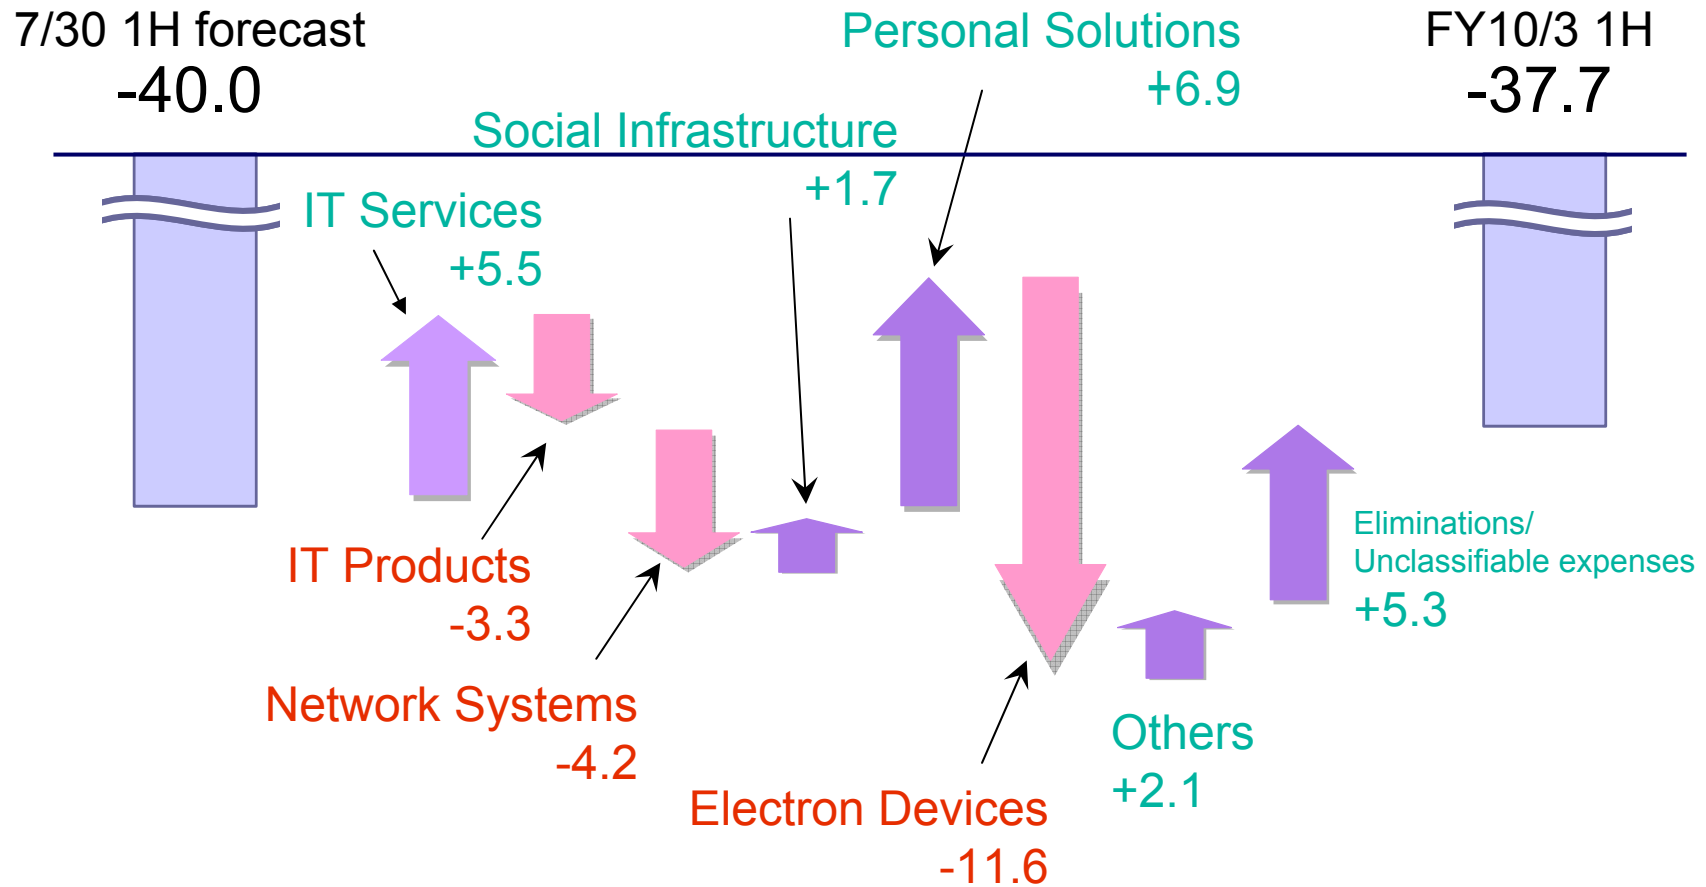 7/30 1H forecast
-40.0
Personal Solutions
+6.9
FY10/3 1H
-37.7
Social Infrastructure
+1.7
IT Services
+5.5
IT Products
-3.3
Network Systems
-4.2
Electron Devices
-11.6
Others
+2.1
Eliminations/
Unclassifiable expenses
+5.3